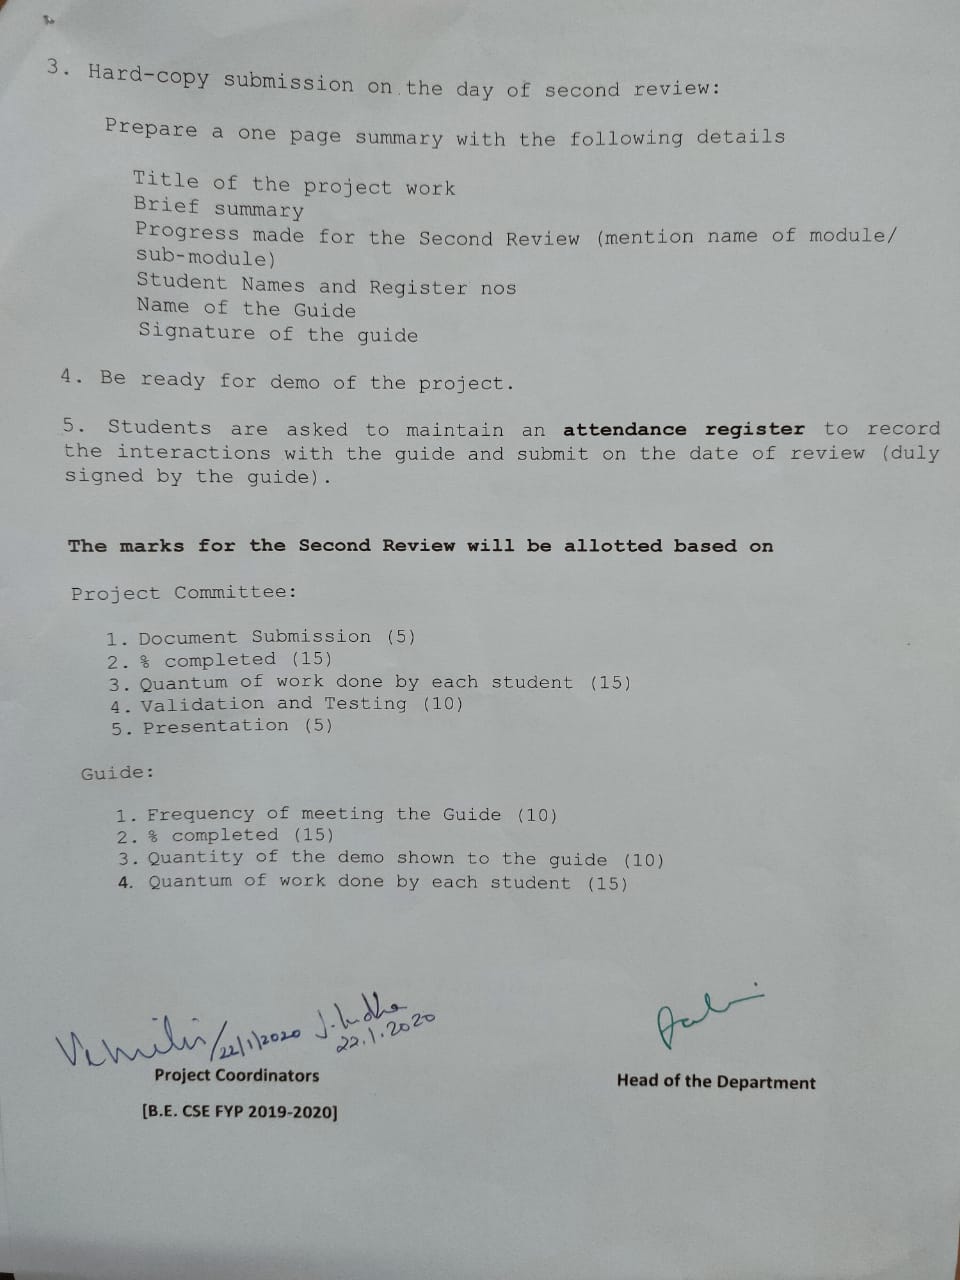 3. Hard-copy submission on the day of second review:
Prepare a one page summary with the following details
Title of the project work
Brief summary
Progress made for the Second Review (mention name of module/
sub-module)
Student Names and Register nos
Name of the Guide
Signature of the guide
4. Be ready for demo of the project.
5. Students are asked to maintain an attendance register to record
the interactions with the guide and submit on the date of review (duly
signed by the guide).
The marks for the Second Review will be allotted based on
Project Committee:
1. Document Submission (5)
2. % completed (15)
3. Quantum of work done by each student (15)
4. Validation and Testing (10)
5. Presentation (5)
Guide:
1. Frequency of meeting the Guide (10)
2. % completed (15)
3. Quantity of the demo shown to the guide (10)
4. Quantum of work done by each student (15)
22/1/2020
22.1.2020
Project Coordinators
Head of the Department
[B.E. CSE FYP 2019-2020]